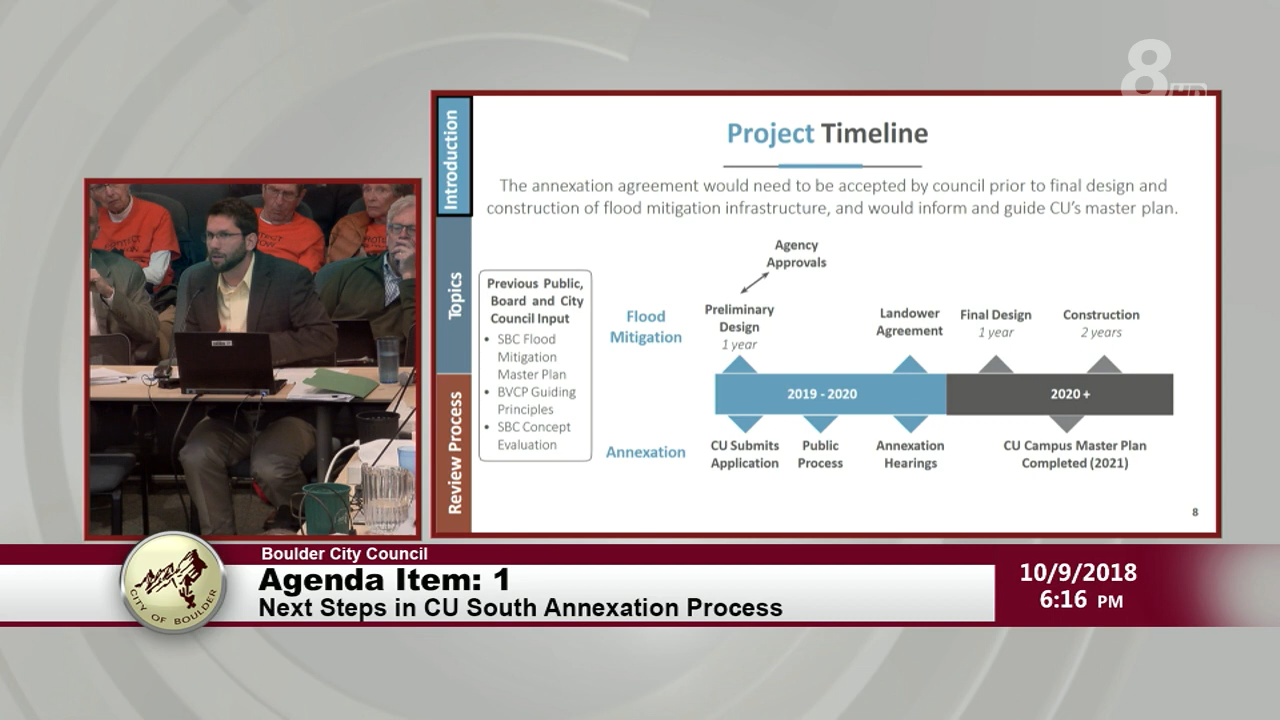 8
HD
Introduction
Topics
Review Process
Project Timeline
The annexation agreement would need to be accepted by council prior to final design and
construction of flood mitigation infrastructure, and would inform and guide CU's master plan.
Previous Public,
Board and City
Council Input
• SBC Flood
Mitigation
Master Plan
• BVCP Guiding
Principles
• SBC Concept
Evaluation
Flood
Mitigation
Agency
Approvals
Preliminary
Design
1 year
Landower
Agreement
Final Design
1 year
Construction
2 years
2019 - 2020
2020 +
Annexation
CU Submits
Application
Public
Process
Annexation
Hearings
CU Campus Master Plan
Completed (2021)
8
Boulder City Council
Agenda Item: 1
Next Steps in CU South Annexation Process
CITY OF BOULDER
10/9/2018
6:16 PM